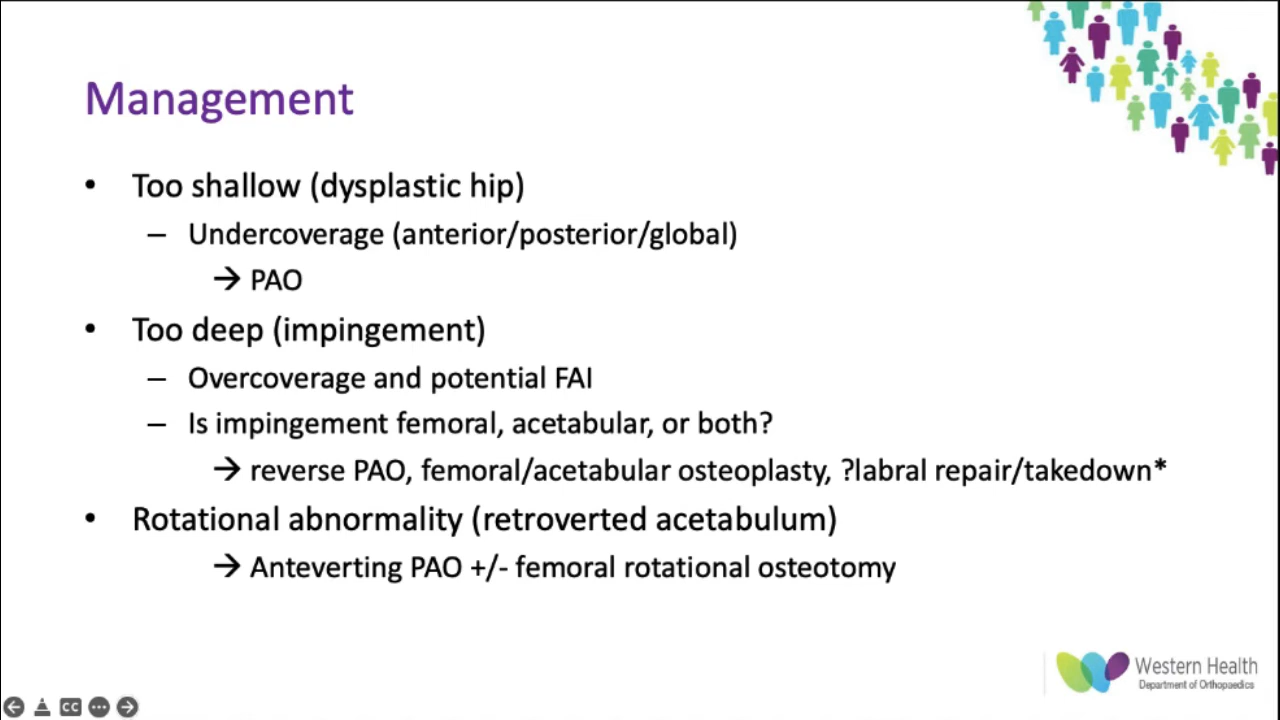 Management
• Too shallow (dysplastic hip)
– Undercoverage (anterior/posterior/global)
→ PAO
• Too deep (impingement)
– Overcoverage and potential FAI
– Is impingement femoral, acetabular, or both?
→ reverse PAO, femoral/acetabular osteoplasty, ?labral repair/takedown*
• Rotational abnormality (retroverted acetabulum)
→ Anteverting PAO +/- femoral rotational osteotomy
Western Health
Department of Orthopaedics
CC